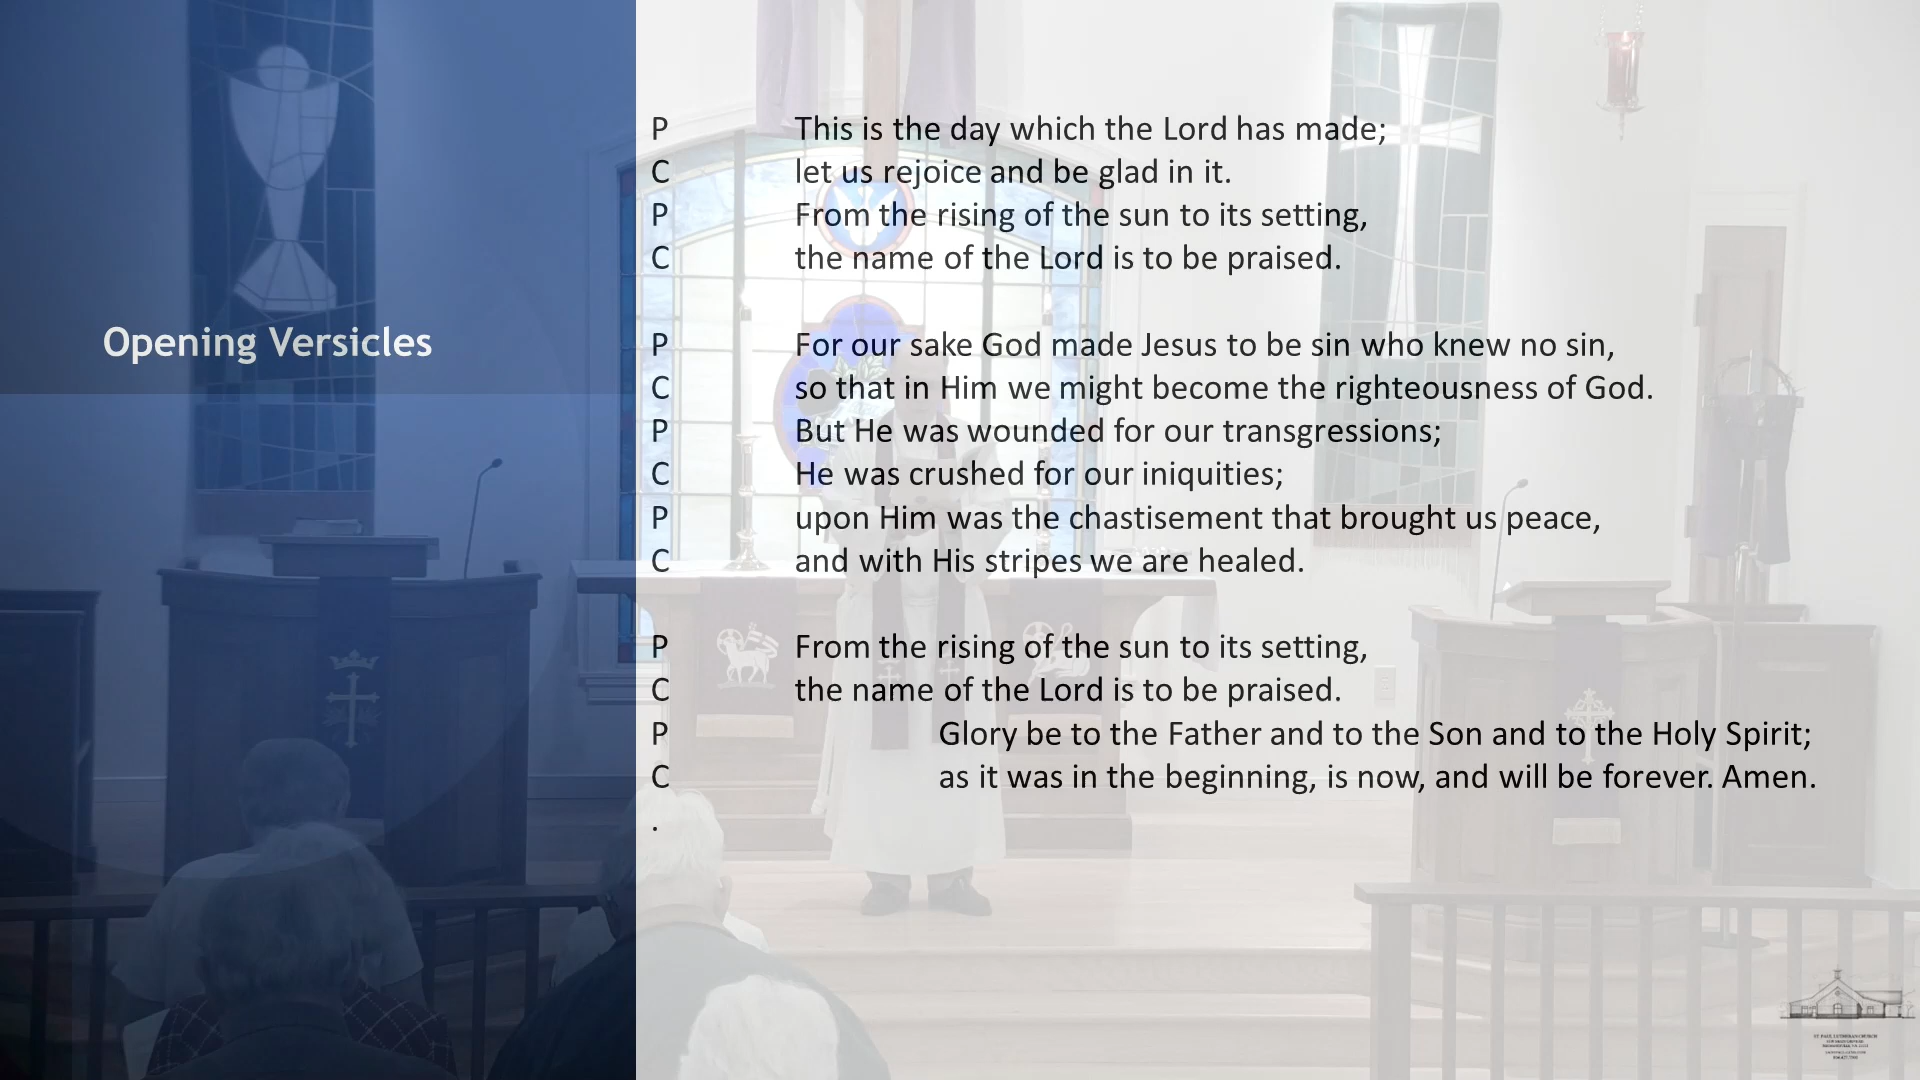 Opening Versicles
P This is the day which the Lord has made;
C let us rejoice and be glad in it.
P From the rising of the sun to its setting,
C the name of the Lord is to be praised.
P For our sake God made Jesus to be sin who knew no sin,
C so that in Him we might become the righteousness of God.
P But He was wounded for our transgressions;
C He was crushed for our iniquities;
P upon Him was the chastisement that brought us peace,
C and with His stripes we are healed.
P From the rising of the sun to its setting,
C the name of the Lord is to be praised.
P Glory be to the Father and to the Son and to the Holy Spirit;
C as it was in the beginning, is now, and will be forever. Amen.
.
ST. PAUL LUTHERAN CHURCH